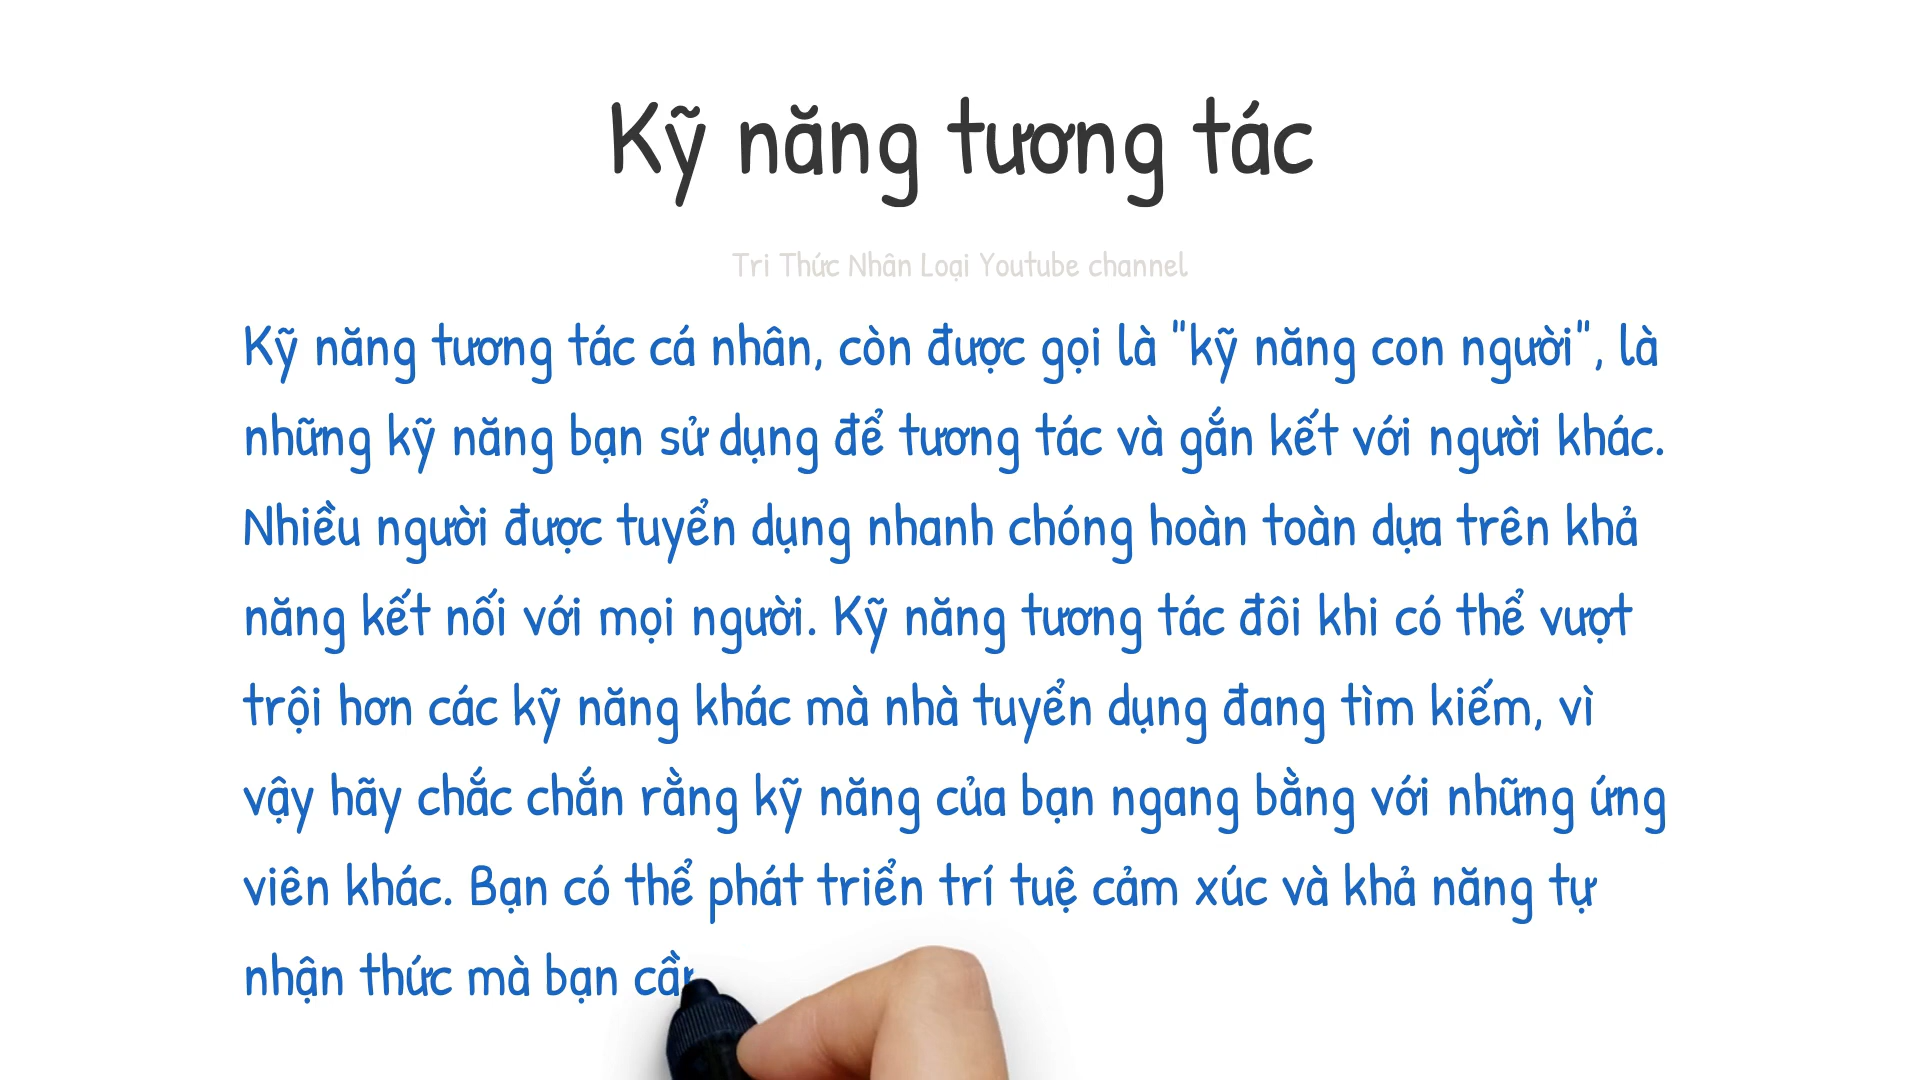 Kỹ năng tương tác
Tri Thức Nhân Loại Youtube channel
Kỹ năng tương tác cá nhân, còn được gọi là "kỹ năng con người", là
những kỹ năng bạn sử dụng để tương tác và gắn kết với người khác.
Nhiều người được tuyển dụng nhanh chóng hoàn toàn dựa trên khả
năng kết nối với mọi người. Kỹ năng tương tác đôi khi có thể vượt
trội hơn các kỹ năng khác mà nhà tuyển dụng đang tìm kiếm, vì
vậy hãy chắc chắn rằng kỹ năng của bạn ngang bằng với những ứng
viên khác. Bạn có thể phát triển trí tuệ cảm xúc và khả năng tự
nhận thức mà bạn